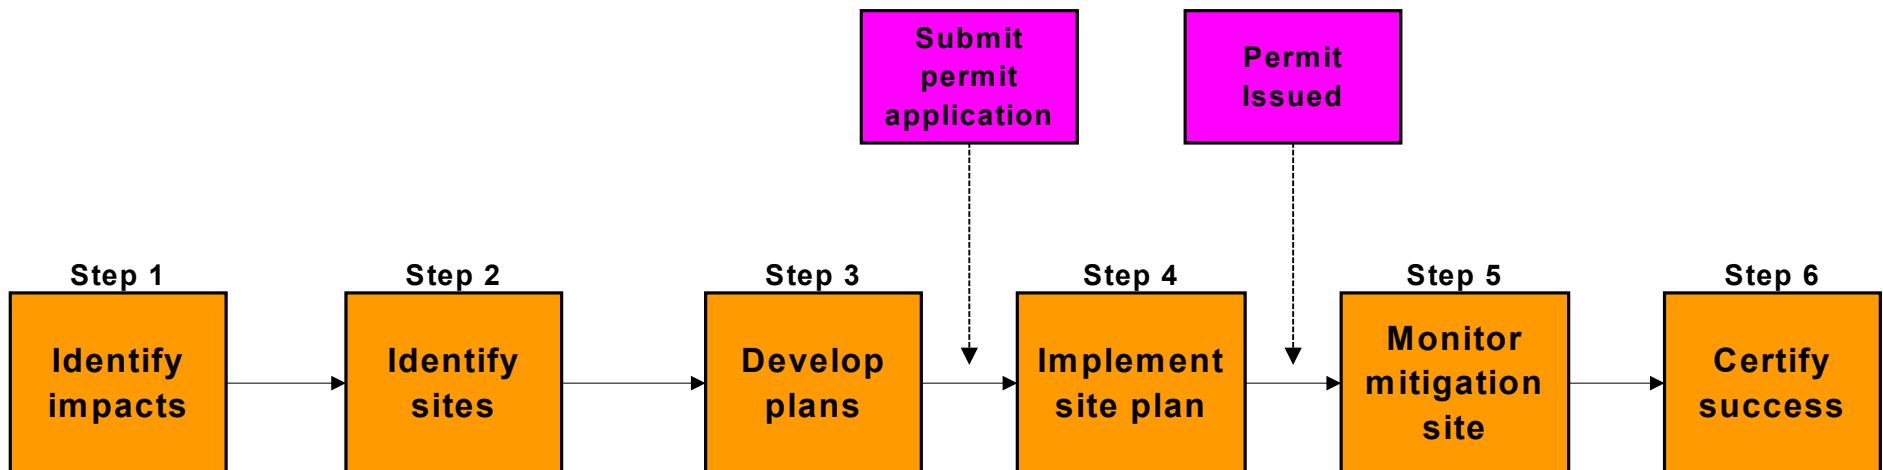 Submit
permit
application
Permit
Issued
Step 1
Step 2
Step 3
Step 4
Step 5
Step 6
Identify
impacts
Identify
sites
Develop
plans
Implement
site plan
Monitor
mitigation
site
Certify
success